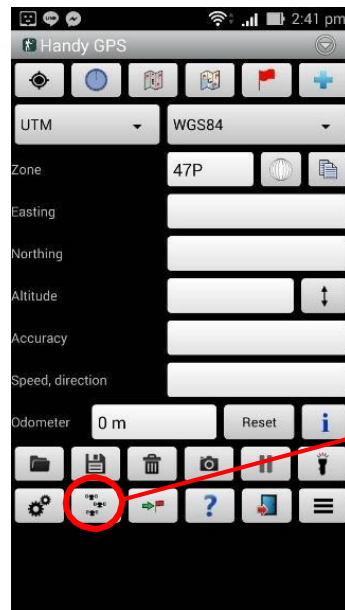 2:41 pm
Handy GPS
UTM WGS84
Zone 47P
Easting
Northing
Altitude
Accuracy
Speed, direction
Odometer 0 m Reset i
?